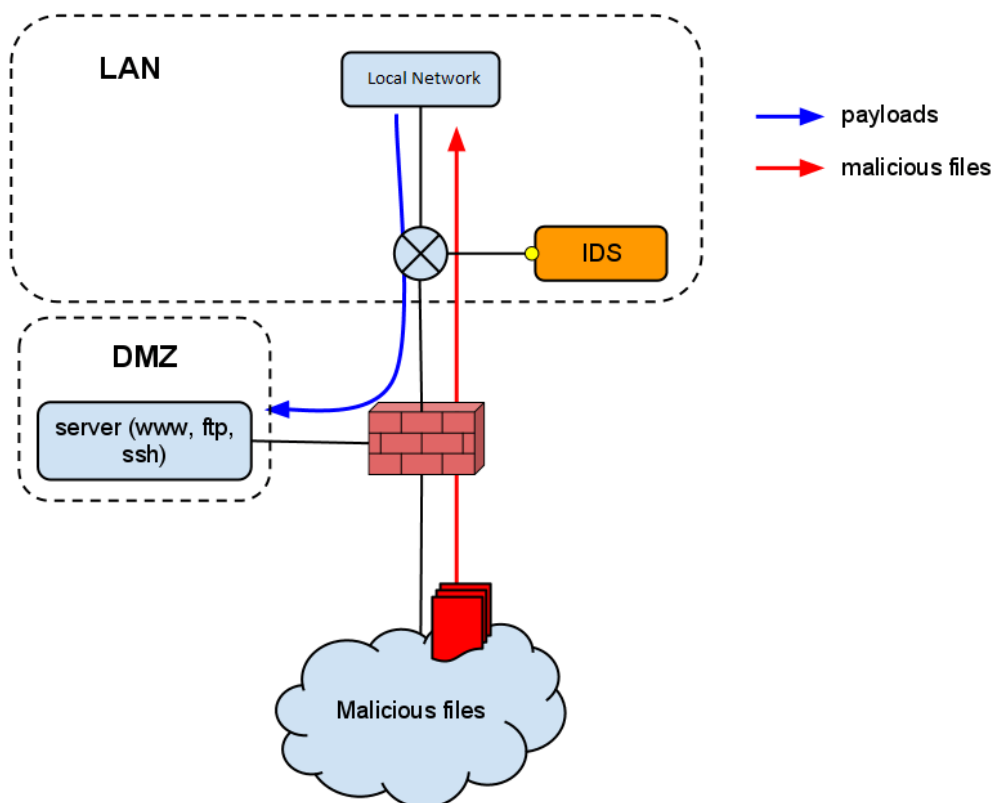 LAN
Local Network
payloads
malicious files
IDS
DMZ
server (www, ftp,
ssh)
Malicious files